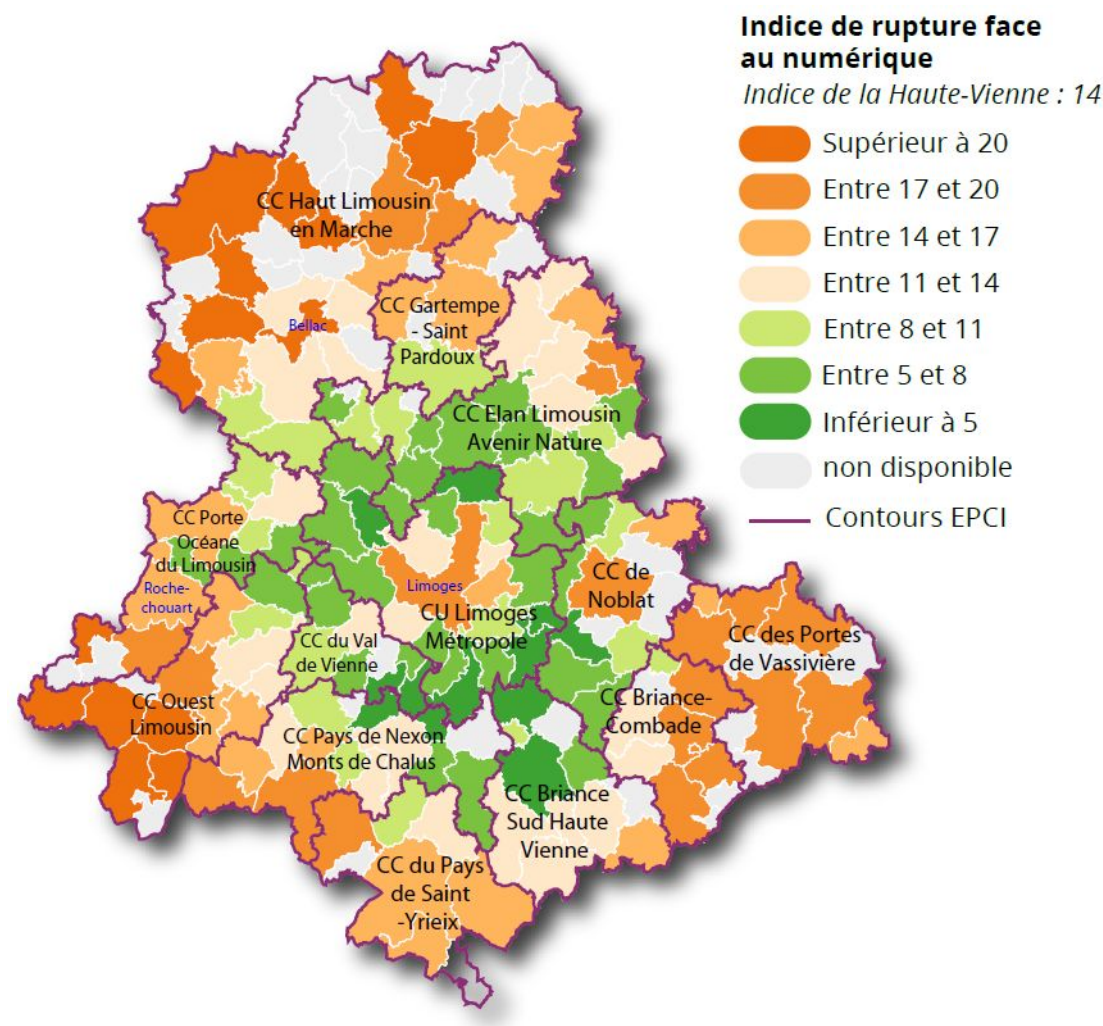 Indice de rupture face
au numérique
Indice de la Haute-Vienne : 14
Supérieur à 20
Entre 17 et 20
Entre 14 et 17
Entre 11 et 14
Entre 8 et 11
Entre 5 et 8
Inférieur à 5
non disponible
Contours EPCI
CC Haut Limousin
en Marche
CC Gartempe
- Saint
Pardoux
Bellac
CC Elan Limousin
Avenir Nature
CC Porte
Océane
du Limousin
Roche-
chouart
Limoges
CU Limoges
Métropole
CC de
Noblat
CC des Portes
de Vassivière
CC du Val
de Vienne
CC Ouest
Limousin
CC Briance-
Combade
CC Pays de Nexon
Monts de Chalus
CC Briance
Sud Haute
Vienne
CC du Pays
de Saint
-Yrieix